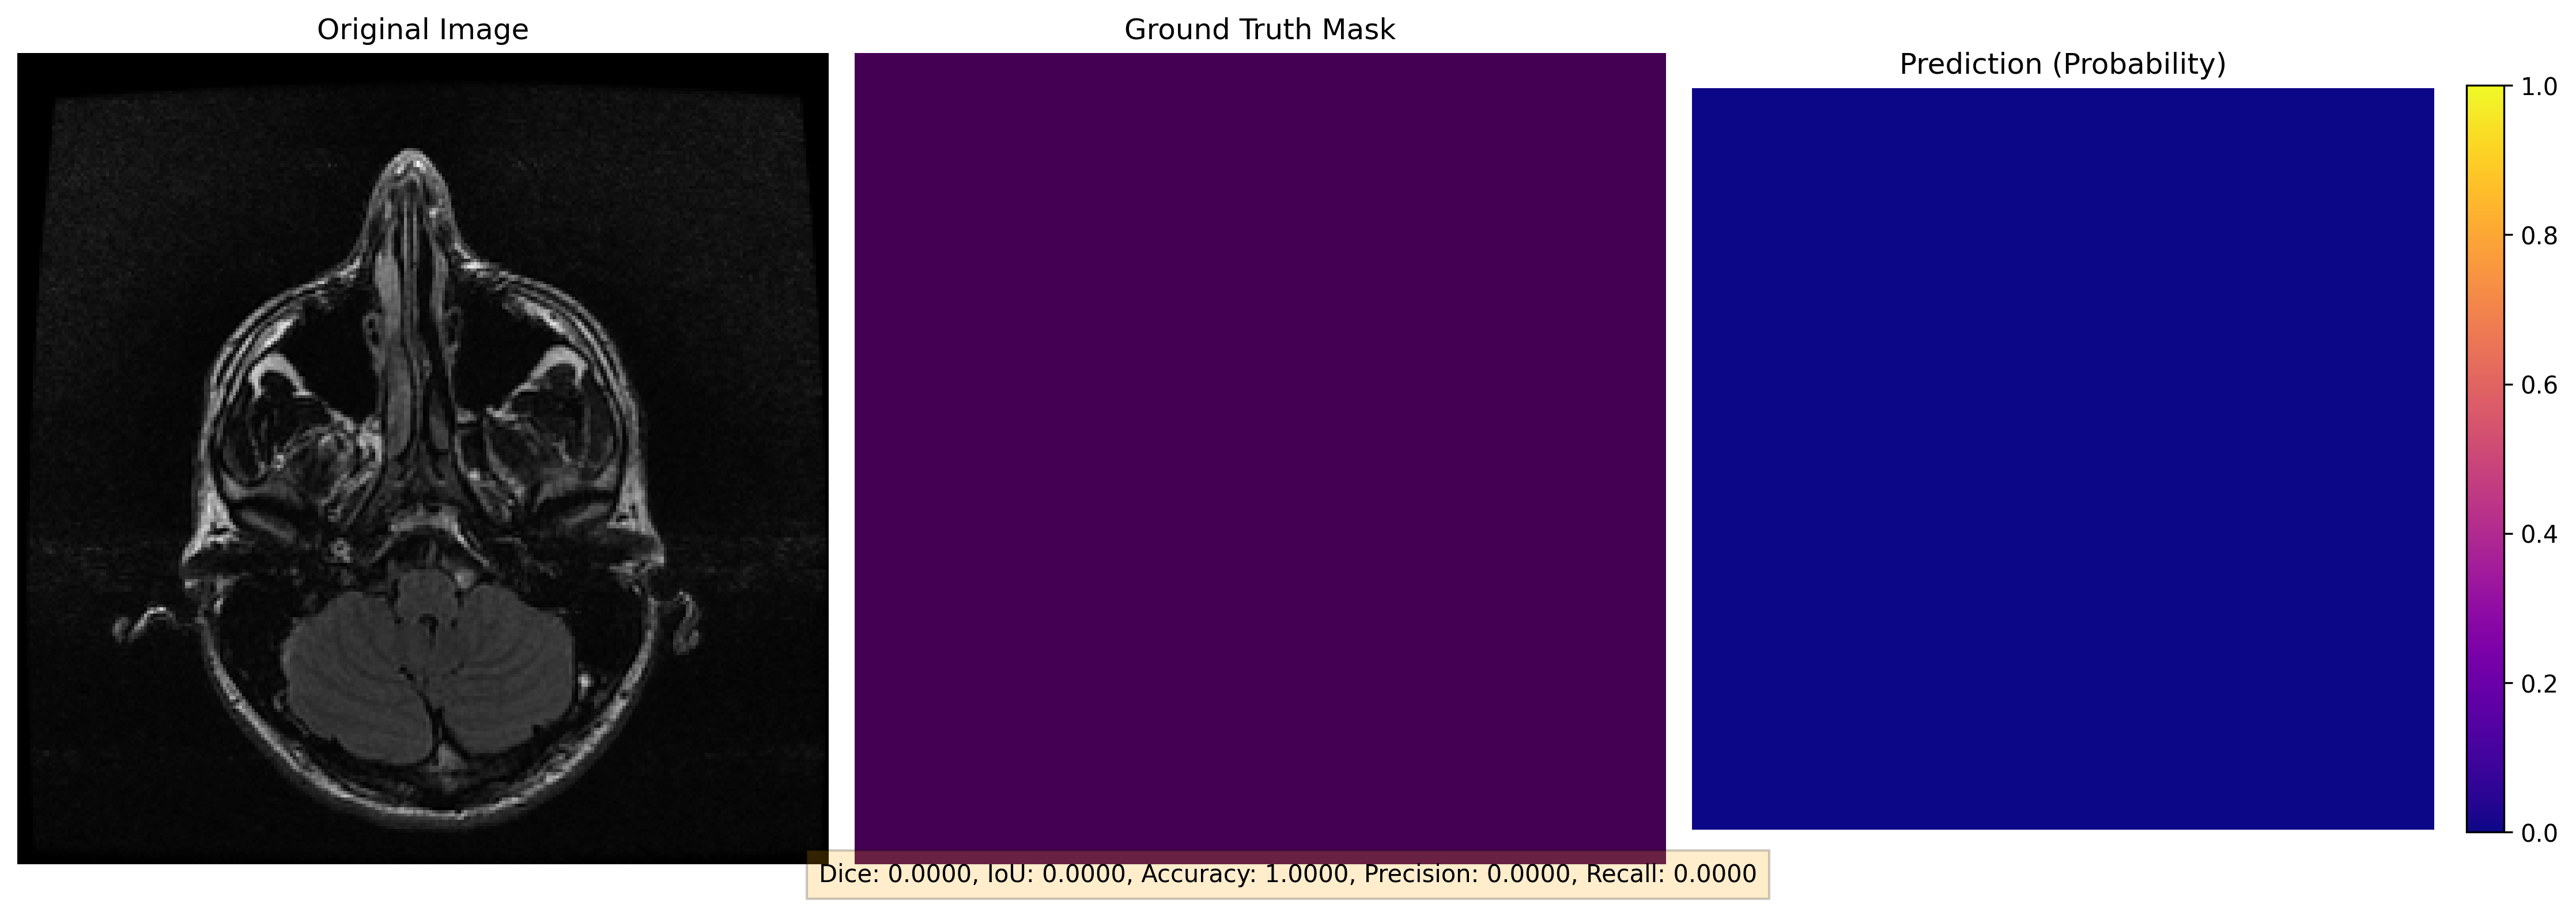 Original Image
Ground Truth Mask
Prediction (Probability)
1.0
0.8
0.6
0.4
0.2
0.0
Dice: 0.0000, IoU: 0.0000, Accuracy: 1.0000, Precision: 0.0000, Recall: 0.0000